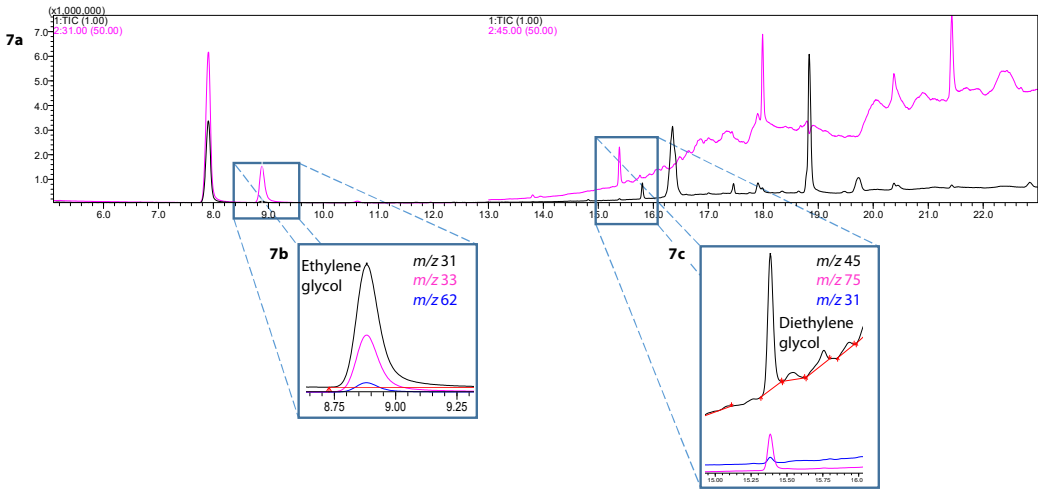 (x1,000,000)
7a
1:TIC (1.00)
2:31.00 (50.00)
1:TIC (1.00)
2:45.00 (50.00)
7.0
6.0
5.0
4.0
3.0
2.0
1.0
6.0 7.0 8.0 9.0 10.0 11.0 12.0 13.0 14.0 15.0 16.0 17.0 18.0 19.0 20.0 21.0 22.0
7b
Ethylene
glycol
m/z 31
m/z 33
m/z 62
8.75 9.00 9.25
7c
m/z 45
m/z 75
m/z 31
Diethylene
glycol
15.00 15.25 15.50 15.75 16.0